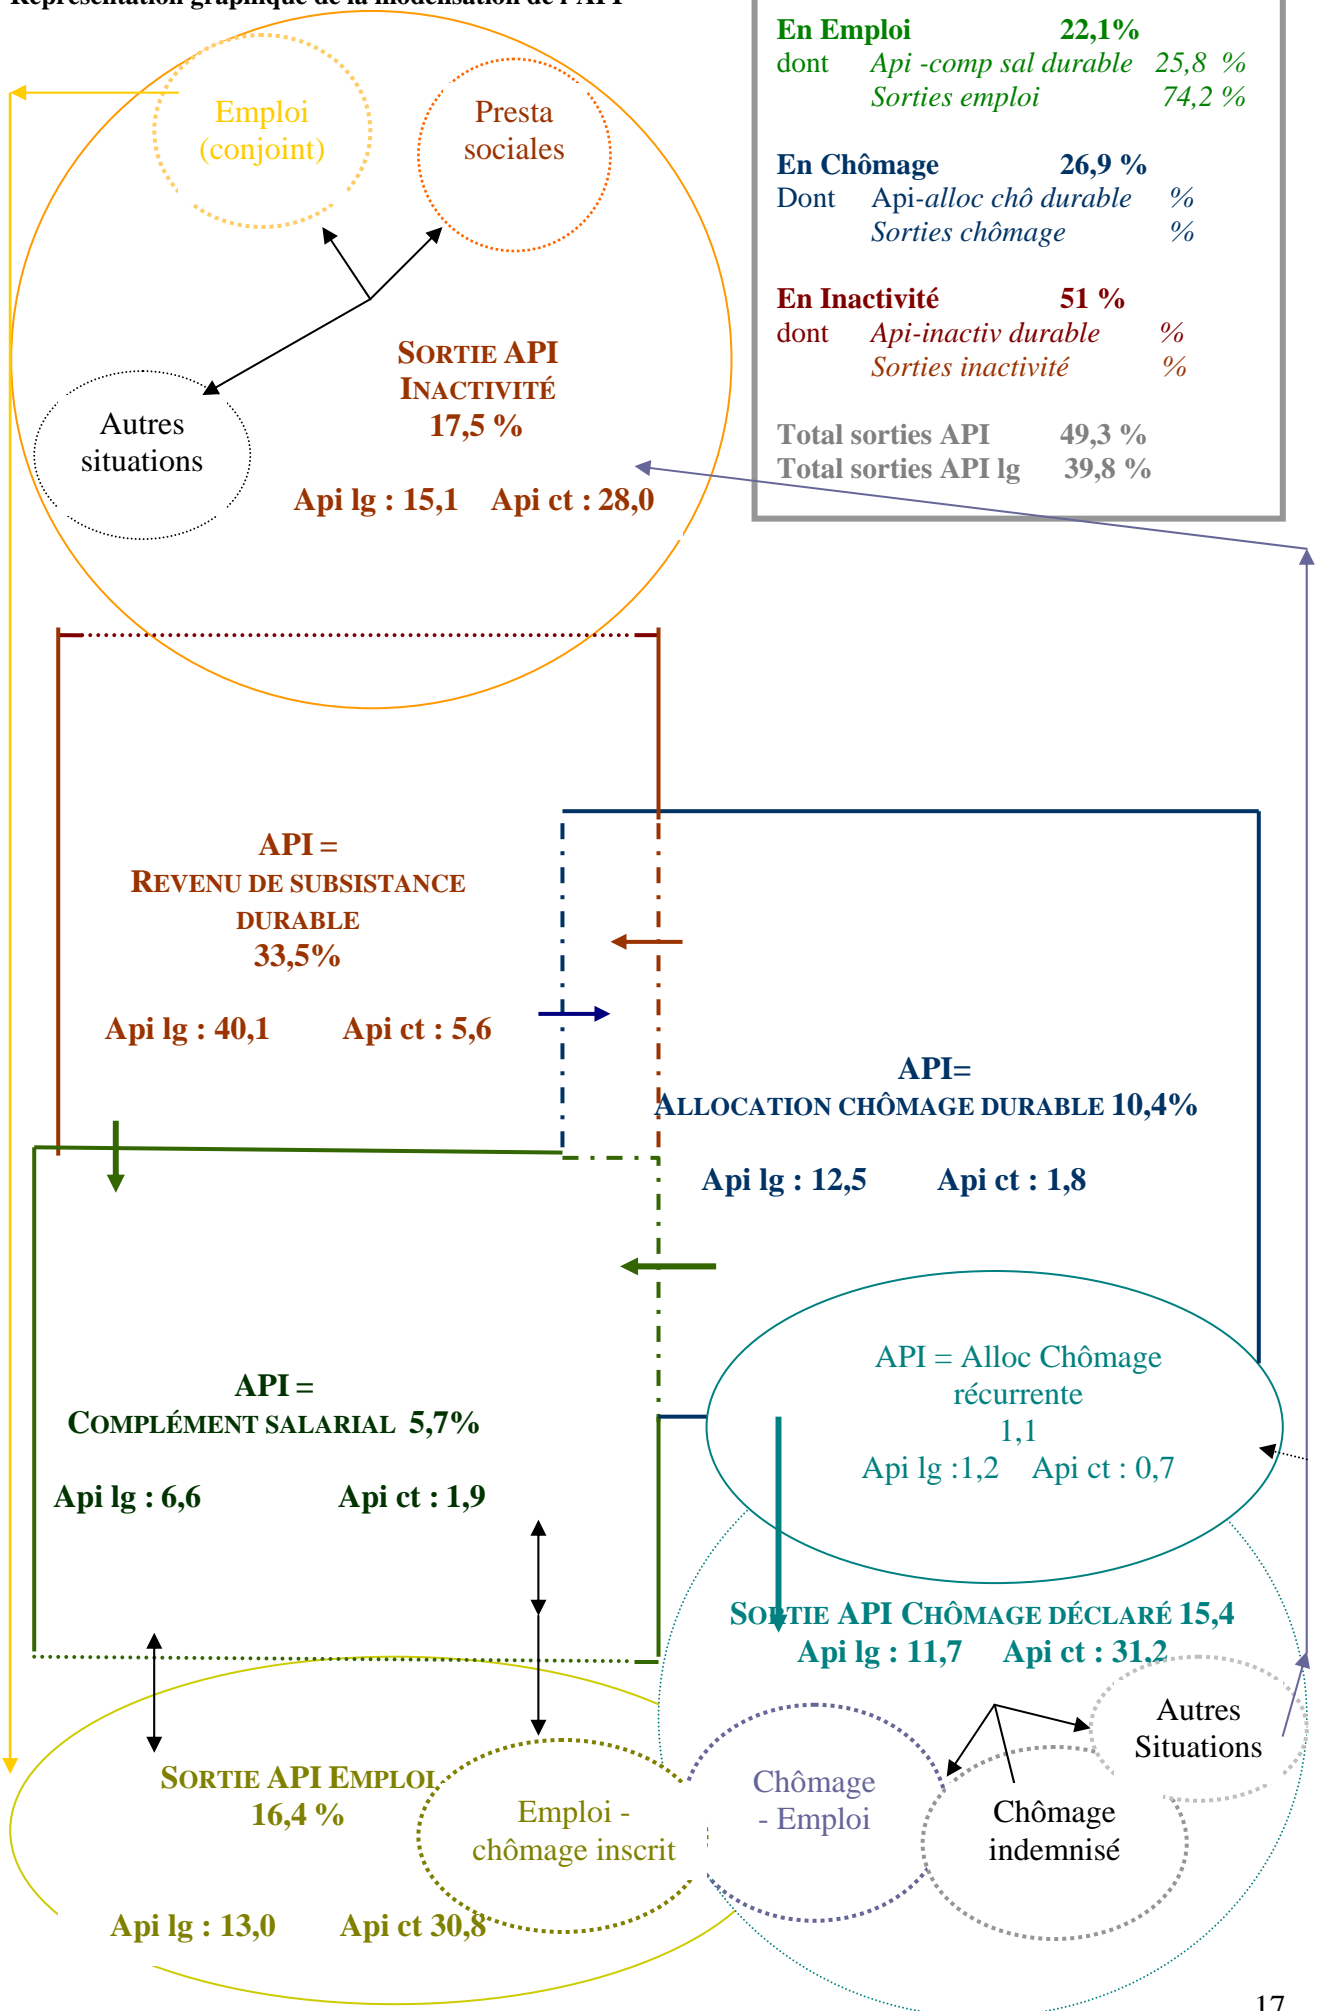 Représentation graphique de la modélisation de l'API
En Emploi 22,1%
dont Api -comp sal durable 25,8 %
Sorties emploi 74,2 %
En Chômage 26,9 %
Dont Api-alloc chô durable %
Sorties chômage %
En Inactivité 51 %
dont Api-inactiv durable %
Sorties inactivité %
Total sorties API 49,3 %
Total sorties API lg 39,8 %
Emploi
(conjoint)
Presta
sociales
SORTIE API
INACTIVITÉ
17,5 %
Autres
situations
Api lg : 15,1 Api ct : 28,0
API =
REVENU DE SUBSISTANCE
DURABLE
33,5%
Api lg : 40,1 Api ct : 5,6
API=
ALLOCATION CHÔMAGE DURABLE 10,4%
Api lg : 12,5 Api ct : 1,8
API =
COMPLÉMENT SALARIAL 5,7%
Api lg : 6,6 Api ct : 1,9
API = Alloc Chômage
récurrente
1,1
Api lg :1,2 Api ct : 0,7
SORTIE API CHÔMAGE DÉCLARÉ 15,4
Api lg : 11,7 Api ct : 31,2
Autres
Situations
SORTIE API EMPLOI
16,4 %
Emploi -
chômage inscrit
Chômage
- Emploi
Chômage
indemnisé
Api lg : 13,0 Api ct 30,8
17